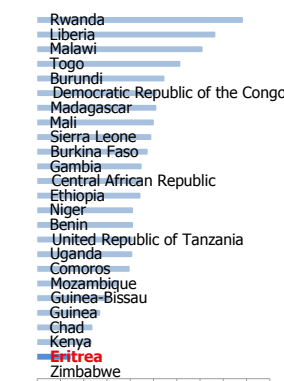 Rwanda
Liberia
Malawi
Togo
Burundi
Democratic Republic of the Congo
Madagascar
Mali
Sierra Leone
Burkina Faso
Gambia
Central African Republic
Ethiopia
Niger
Benin
United Republic of Tanzania
Uganda
Comoros
Mozambique
Guinea-Bissau
Guinea
Chad
Kenya
Eritrea
Zimbabwe